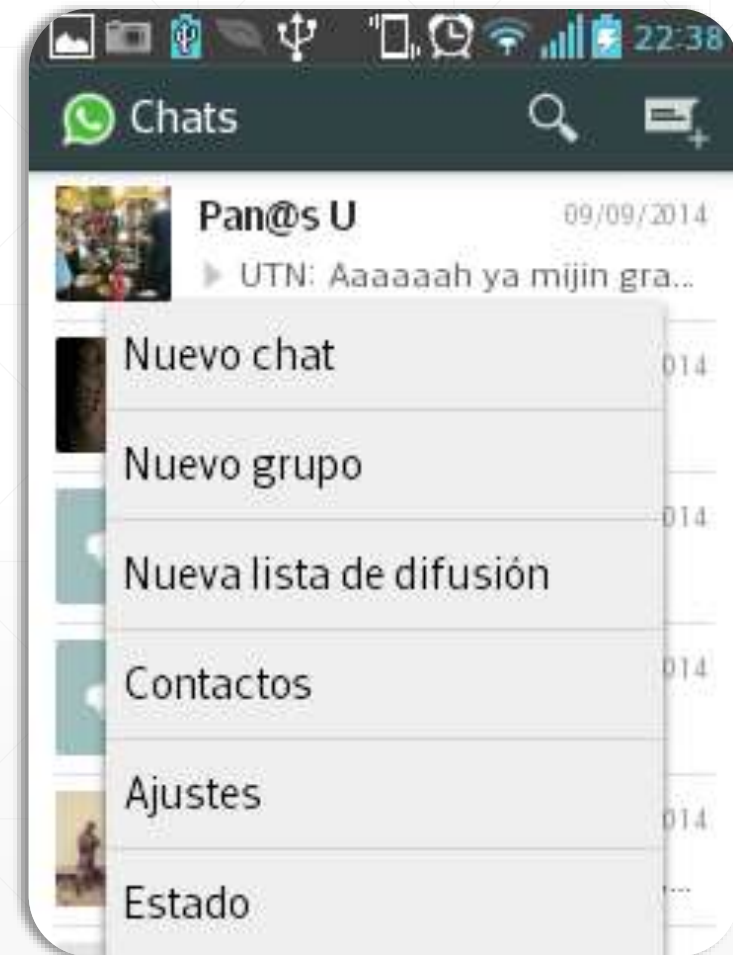 22:38
Chats
Pan@s U 09/09/2014
UTN: Aaaaaah ya mijin gra...
Nuevo chat
014
Nuevo grupo
014
Nueva lista de difusión
Contactos
014
Ajustes
014
Estado
...